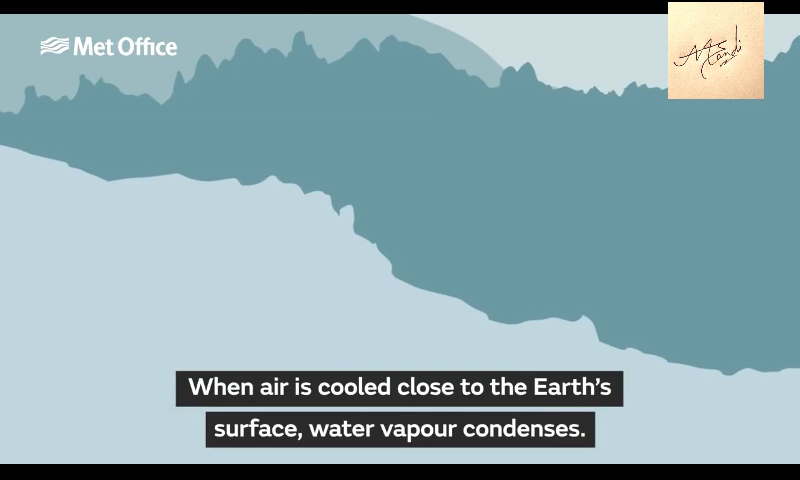 Met Office
When air is cooled close to the Earth's
surface, water vapour condenses.